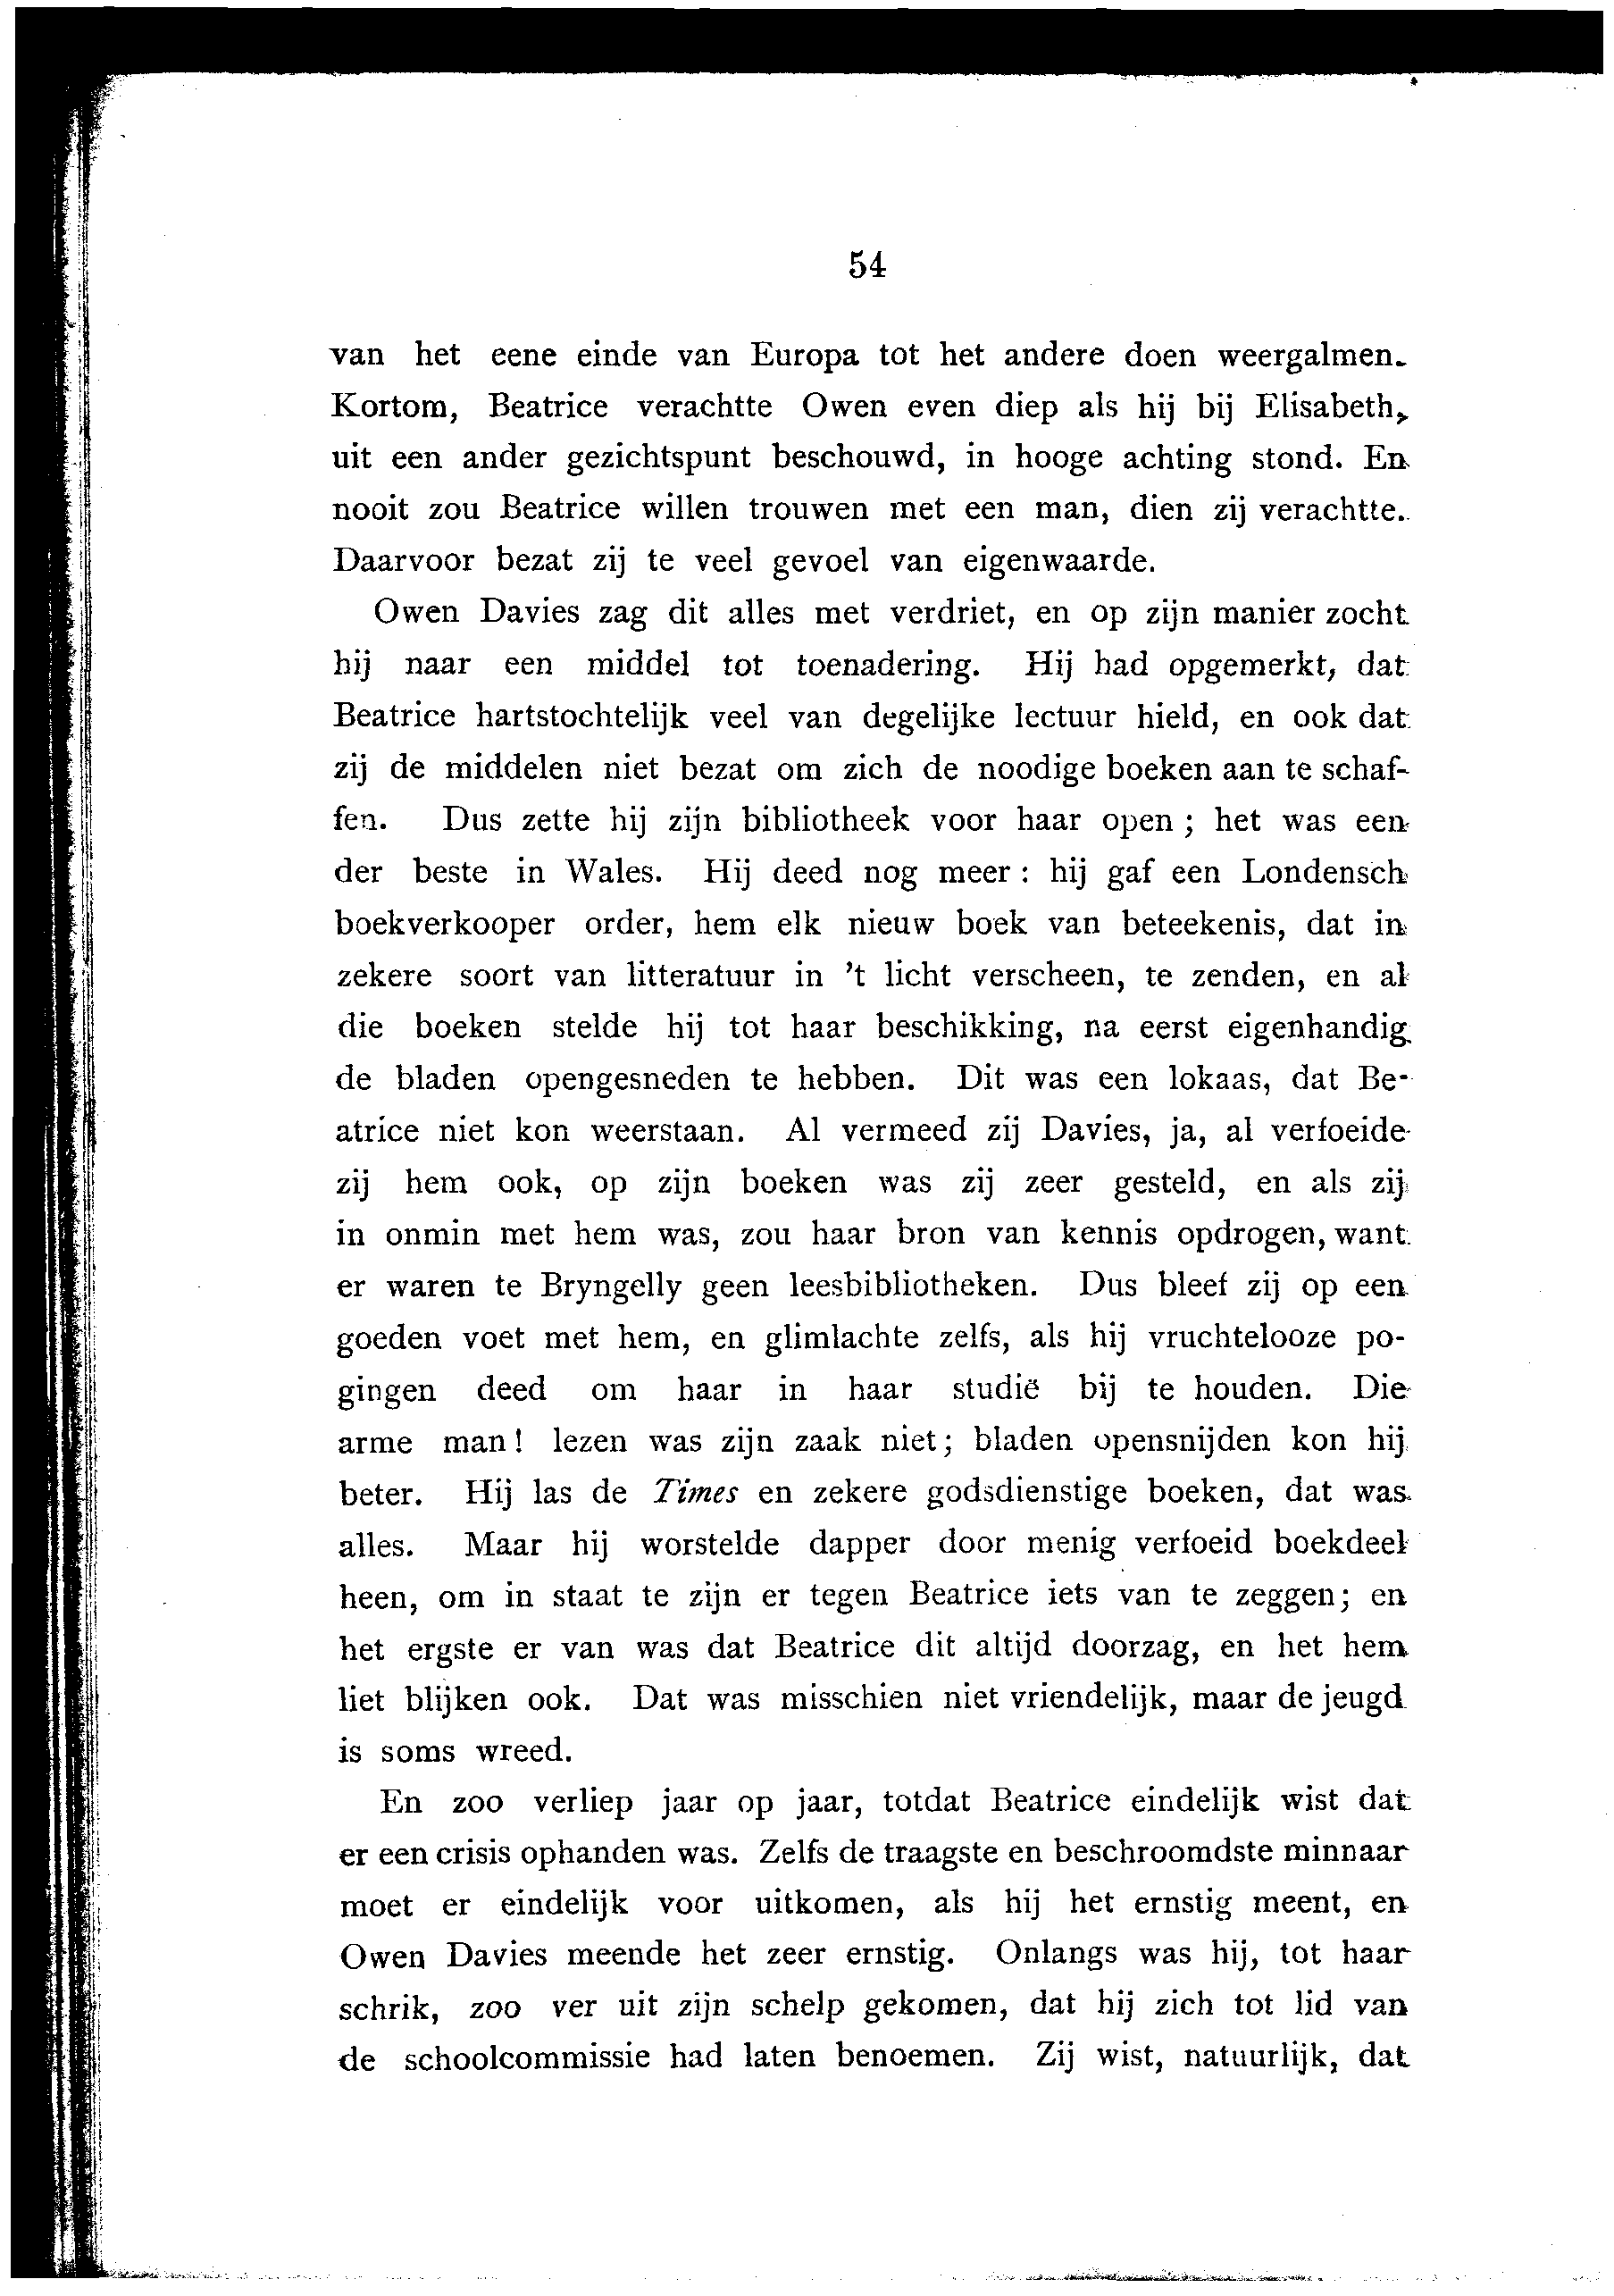 54
van het eene einde van Europa tot het andere doen weergalmen.
Kortom, Beatrice verachtte Owen even diep als hij bij Elisabeth,
uit een ander gezichtspunt beschouwd, in hooge achting stond. En
nooit zou Beatrice willen trouwen met een man, dien zij verachtte.
Daarvoor bezat zij te veel gevoel van eigenwaarde.
Owen Davies zag dit alles met verdriet, en op zijn manier zocht
hij naar een middel tot toenadering. Hij had opgemerkt, dat
Beatrice hartstochtelijk veel van degelijke lectuur hield, en ook dat
zij de middelen niet bezat om zich de noodige boeken aan te schaf-
fen. Dus zette hij zijn bibliotheek voor haar open; het was een
der beste in Wales. Hij deed nog meer: hij gaf een Londensch
boekverkooper order, hem elk nieuw boek van beteekenis, dat in
zekere soort van litteratuur in 't licht verscheen, te zenden, en al
die boeken stelde hij tot haar beschikking, na eerst eigenhandig
de bladen opengesneden te hebben. Dit was een lokaas, dat Be-
atrice niet kon weerstaan. Al vermeed zij Davies, ja, al verfoeide
zij hem ook, op zijn boeken was zij zeer gesteld, en als zij
in onmin met hem was, zou haar bron van kennis opdrogen, want
er waren te Bryngelly geen leesbibliotheken. Dus bleef zij op een
goeden voet met hem, en glimlachte zelfs, als hij vruchtelooze po-
gingen deed om haar in haar studië bij te houden. Die
arme man! lezen was zijn zaak niet; bladen opensnijden kon hij
beter. Hij las de Times en zekere godsdienstige boeken, dat was
alles. Maar hij worstelde dapper door menig verfoeid boekdeel
heen, om in staat te zijn er tegen Beatrice iets van te zeggen; en
het ergste er van was dat Beatrice dit altijd doorzag, en het hem
liet blijken ook. Dat was misschien niet vriendelijk, maar de jeugd
is soms wreed.
En zoo verliep jaar op jaar, totdat Beatrice eindelijk wist dat
er een crisis ophanden was. Zelfs de traagste en beschroomdste minnaar
moet er eindelijk voor uitkomen, als hij het ernstig meent, en
Owen Davies meende het zeer ernstig. Onlangs was hij, tot haar
schrik, zoo ver uit zijn schelp gekomen, dat hij zich tot lid van
de schoolcommissie had laten benoemen. Zij wist, natuurlijk, dat